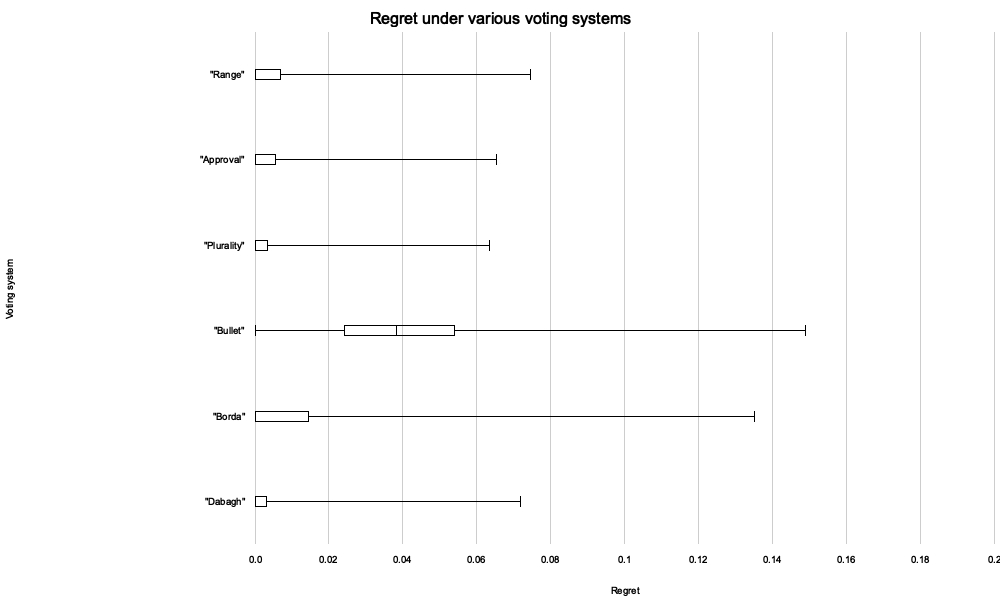 Regret under various voting systems
"Range"
"Approval"
"Plurality"
Voting system
"Bullet"
"Borda"
"Dabagh"
0.0 0.02 0.04 0.06 0.08 0.1 0.12 0.14 0.16 0.18 0.2
Regret